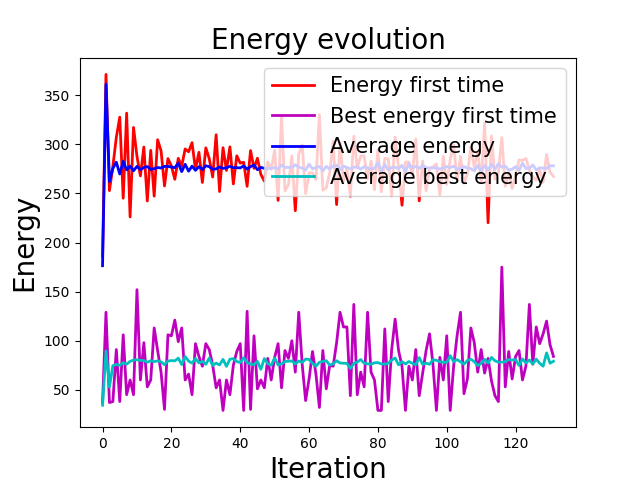 Energy evolution
Energy first time
Best energy first time
Average energy
Average best energy
Energy
350
300
250
200
150
100
50
0
20
40
60
80
100
120
Iteration